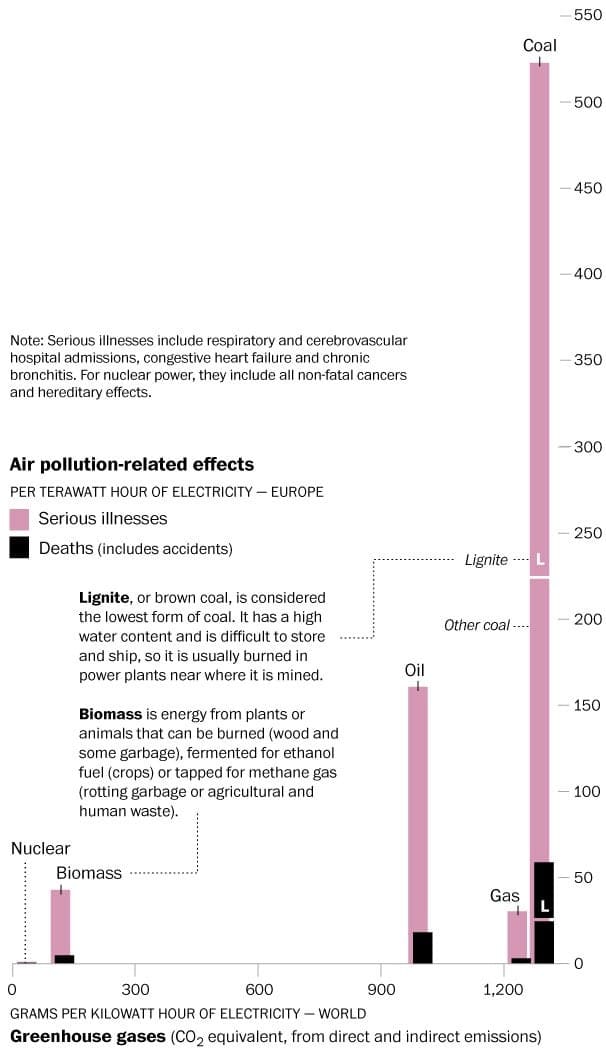 550
Coal
500
450
400
Note: Serious illnesses include respiratory and cerebrovascular
hospital admissions, congestive heart failure and chronic
bronchitis. For nuclear power, they include all non-fatal cancers
and hereditary effects.
350
300
Air pollution-related effects
PER TERAWATT HOUR OF ELECTRICITY — EUROPE
Serious illnesses
Deaths (includes accidents)
250
Lignite
L
Lignite, or brown coal, is considered
the lowest form of coal. It has a high
water content and is difficult to store
and ship, so it is usually burned in
power plants near where it is mined.
Other coal
200
Oil
Biomass is energy from plants or
animals that can be burned (wood and
some garbage), fermented for ethanol
fuel (crops) or tapped for methane gas
(rotting garbage or agricultural and
human waste).
150
100
Nuclear
Biomass
50
Gas
L
0
0 300 600 900 1,200
GRAMS PER KILOWATT HOUR OF ELECTRICITY — WORLD
Greenhouse gases (CO₂ equivalent, from direct and indirect emissions)